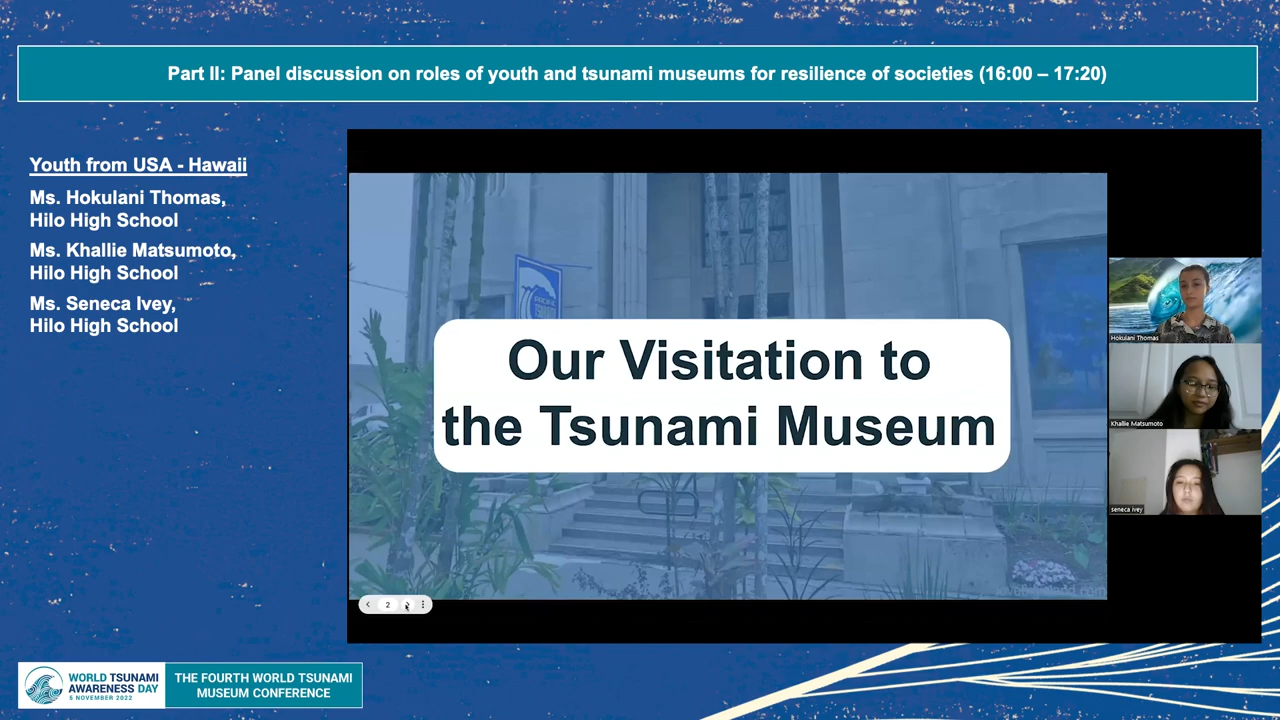 Part II: Panel discussion on roles of youth and tsunami museums for resilience of societies (16:00 – 17:20)
Youth from USA - Hawaii
Ms. Hokulani Thomas,
Hilo High School
Ms. Khallie Matsumoto,
Hilo High School
Ms. Seneca Ivey,
Hilo High School
PACIFIC
TSUNAMI
Our Visitation to
the Tsunami Museum
2
Hokulani Thomas
Khallie Matsumoto
seneca ivey
WORLD TSUNAMI
AWARENESS DAY
5 NOVEMBER 2022
THE FOURTH WORLD TSUNAMI
MUSEUM CONFERENCE